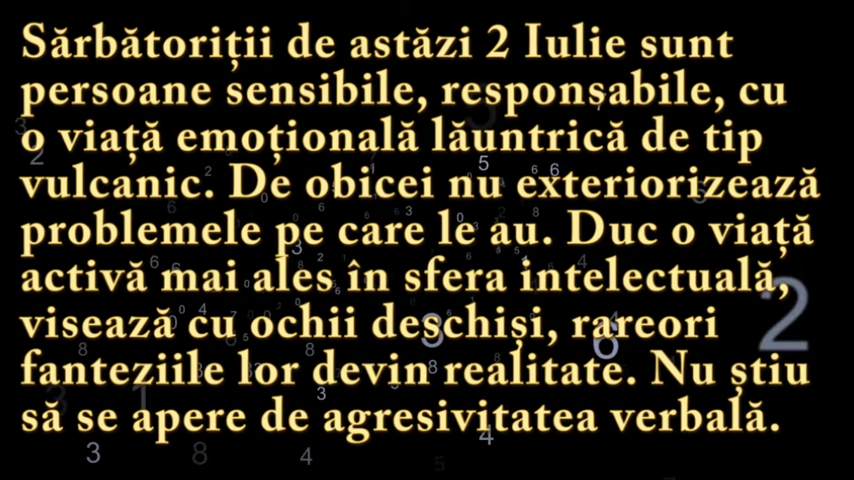 Sărbătoriții de astăzi 2 Iulie sunt
persoane sensibile, responsabile, cu
o viață emoțională lăuntrică de tip
vulcanic. De obicei nu exteriorizează
problemele pe care le au. Duc o viață
activă mai ales în sfera intelectuală,
visează cu ochii deschiși, rareori
fanteziile lor devin realitate. Nu știu
să se apere de agresivitatea verbală.